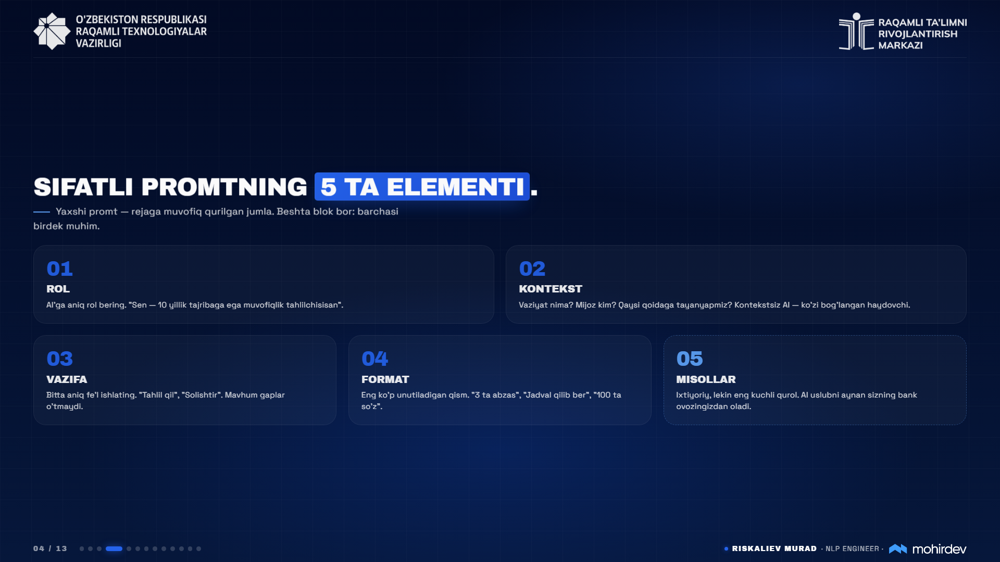 O'ZBEKISTON RESPUBLIKASI
RAQAMLI TEXNOLOGIYALAR
VAZIRLIGI
RAQAMLI TA'LIMNI
RIVOJLANTIRISH
MARKAZI
SIFATLI PROMTNING 5 TA ELEMENTI.
Yaxshi promt — rejaga muvofiq qurilgan jumla. Beshta blok bor: barchasi
birdek muhim.
01
ROL
AI'ga aniq rol bering. "Sen — 10 yillik tajribaga ega muvofiqlik tahlilchisisan".
02
KONTEKST
Vaziyat nima? Mijoz kim? Qaysi qoidaga tayanyapmiz? Kontekstsiz AI — ko'zi bog'langan haydovchi.
03
VAZIFA
Bitta aniq fe'l ishlating. "Tahlil qil", "Solishtir". Mavhum gaplar
o'tmaydi.
04
FORMAT
Eng ko'p unutiladigan qism. "3 ta abzas", "Jadval qilib ber", "100 ta
so'z".
05
MISOLLAR
Ixtiyoriy, lekin eng kuchli qurol. AI uslubni aynan sizning bank
ovozingizdan oladi.
04 / 13
RISKALIEV MURAD · NLP ENGINEER · mohirdev